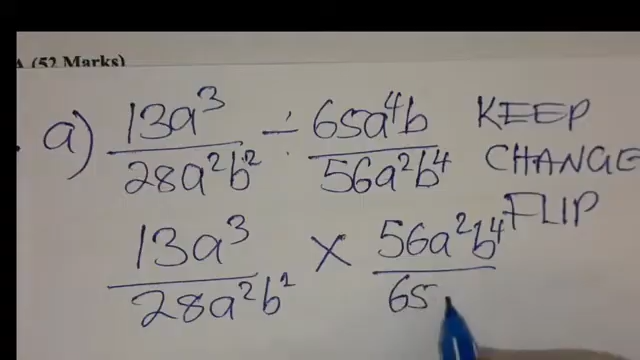 A (52 Marks)
a) 13a³/28a²b² ÷ 65a⁴b/56a²b⁴ KEEP
CHANGE
FLIP
13a³/28a²b² × 56a²b⁴/65